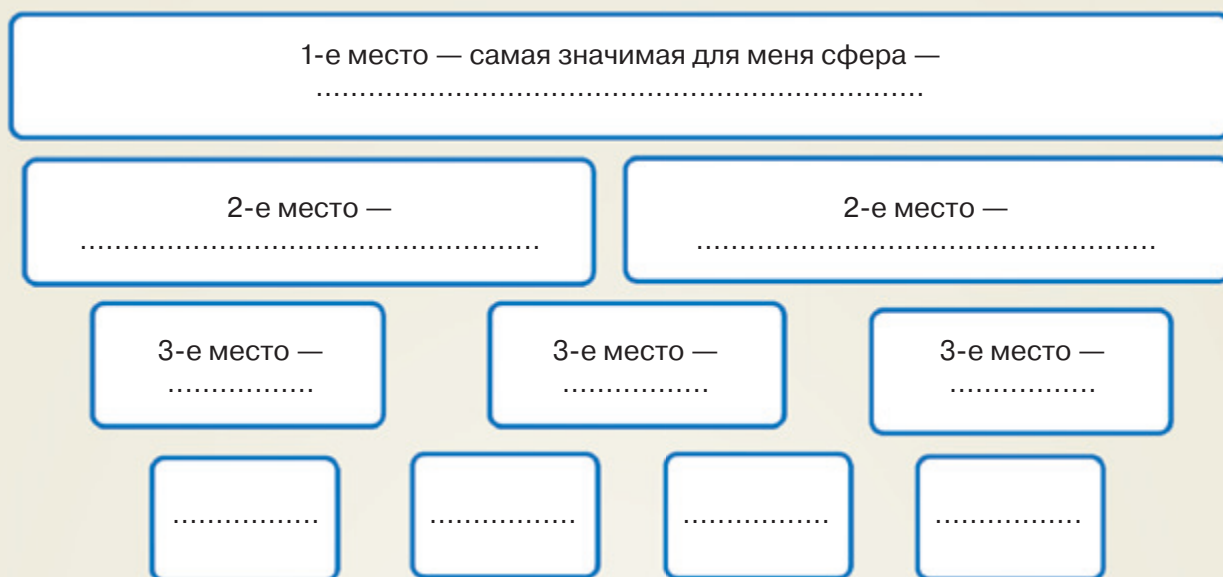 1-е место — самая значимая для меня сфера —
......................................................................
2-е место — 2-е место —
..................................................... .....................................................
3-е место — 3-е место — 3-е место —
................. ................. .................
................. ................. ................. .................